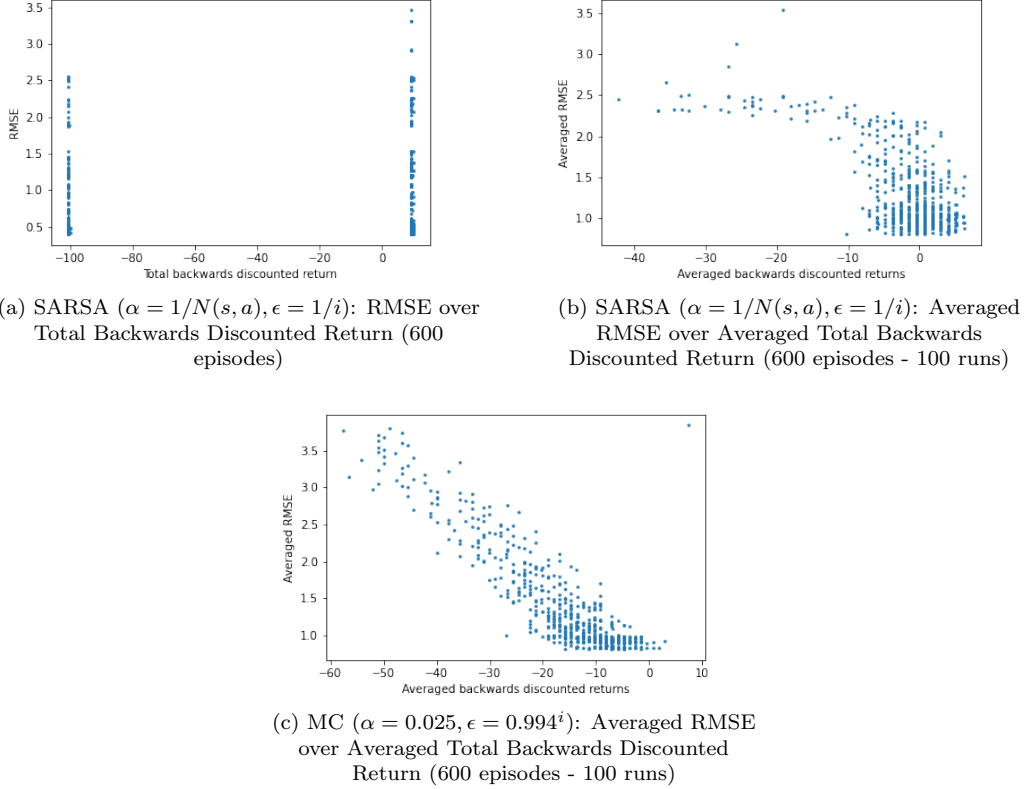 3.5
3.0
2.5
2.0
1.5
1.0
0.5
RMSE
−100
−80
−60
−40
−20
0
Total backwards discounted return
(a) SARSA (α = 1/N(s, a), ϵ = 1/i): RMSE over
Total Backwards Discounted Return (600
episodes)
3.5
3.0
2.5
2.0
1.5
1.0
Averaged RMSE
−40
−30
−20
−10
0
Averaged backwards discounted returns
(b) SARSA (α = 1/N(s, a), ϵ = 1/i): Averaged
RMSE over Averaged Total Backwards
Discounted Return (600 episodes - 100 runs)
3.5
3.0
2.5
2.0
1.5
1.0
Averaged RMSE
−60
−50
−40
−30
−20
−10
0
10
Averaged backwards discounted returns
(c) MC (α = 0.025, ϵ = 0.994^i): Averaged RMSE
over Averaged Total Backwards Discounted
Return (600 episodes - 100 runs)